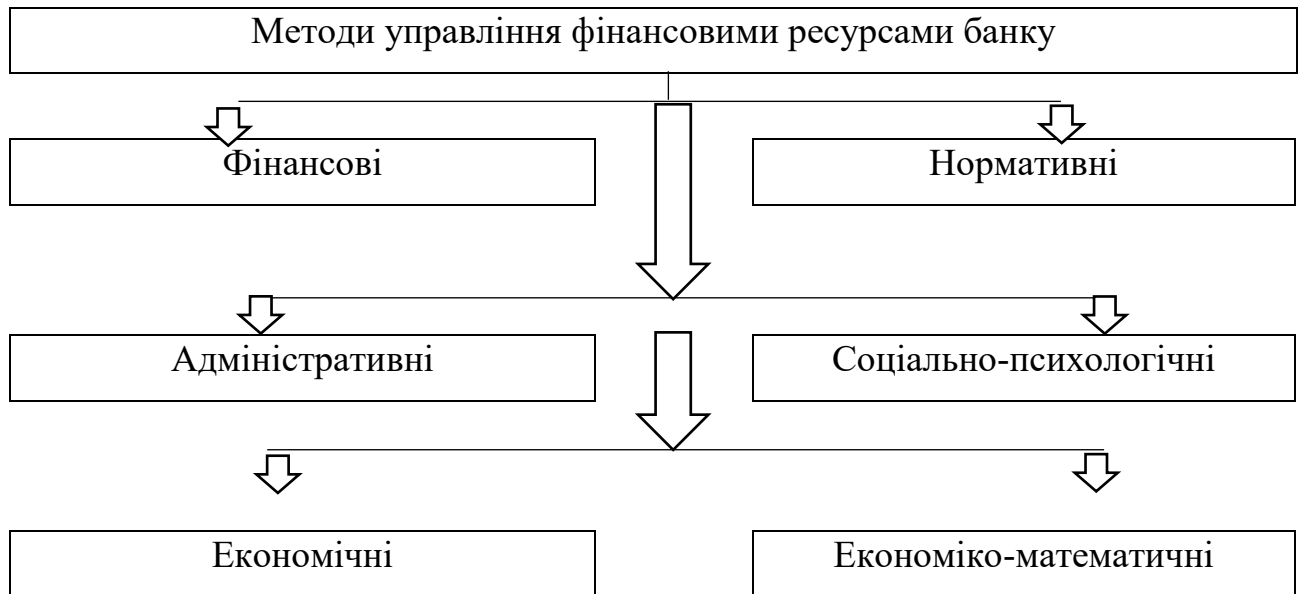 Методи управління фінансовими ресурсами банку
Фінансові
Нормативні
Адміністративні
Соціально-психологічні
Економічні
Економіко-математичні